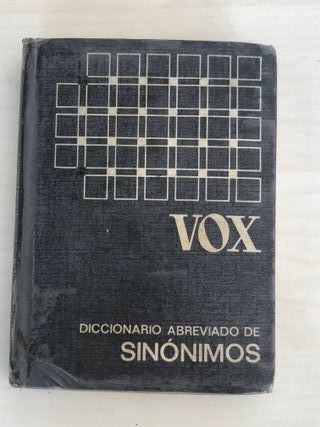 VOX
DICCIONARIO ABREVIADO DE
SINÓNIMOS